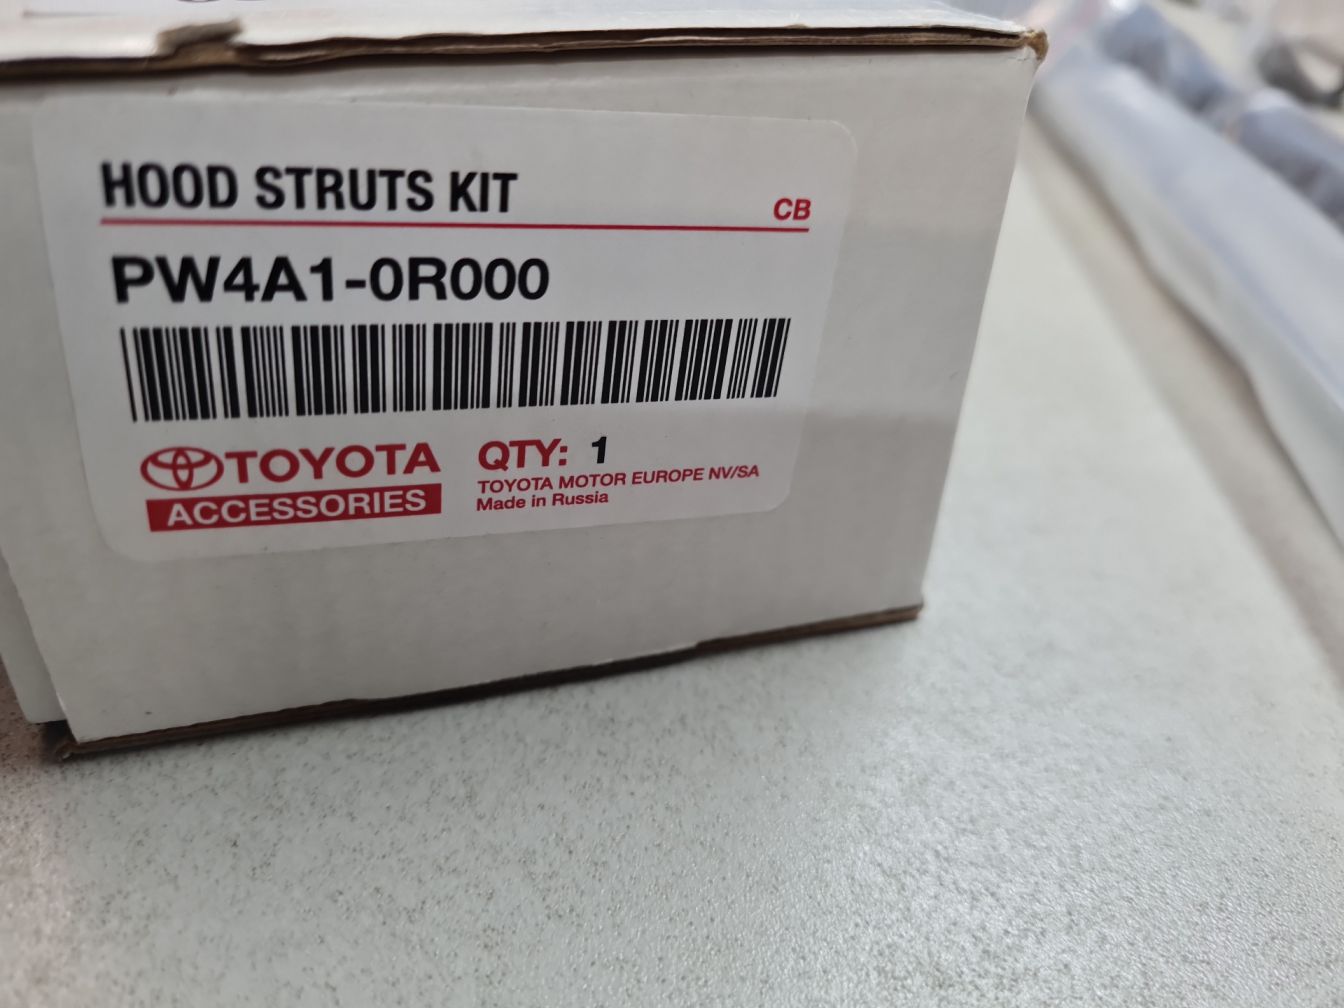 HOOD STRUTS KIT
CB
PW4A1-0R000
TOYOTA
ACCESSORIES
QTY: 1
TOYOTA MOTOR EUROPE NV/SA
Made in Russia